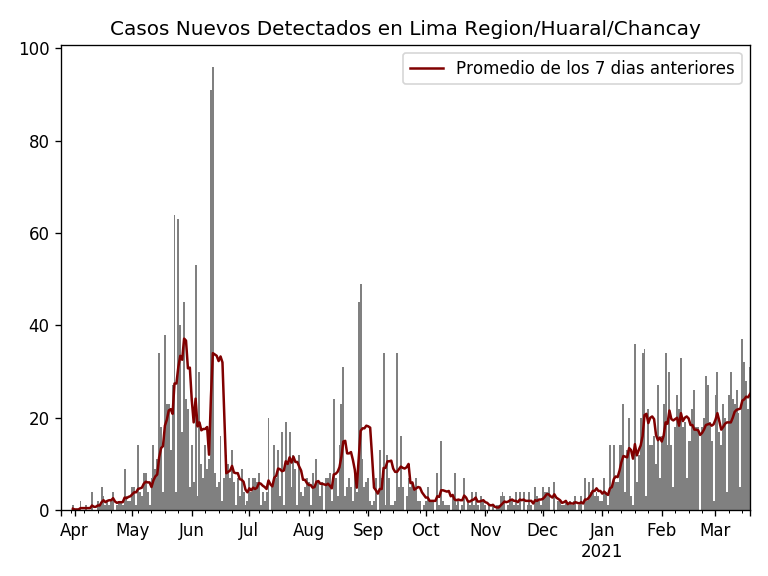 Casos Nuevos Detectados en Lima Region/Huaral/Chancay
Promedio de los 7 dias anteriores
100
80
60
40
20
0
Apr May Jun Jul Aug Sep Oct Nov Dec Jan Feb Mar
2021